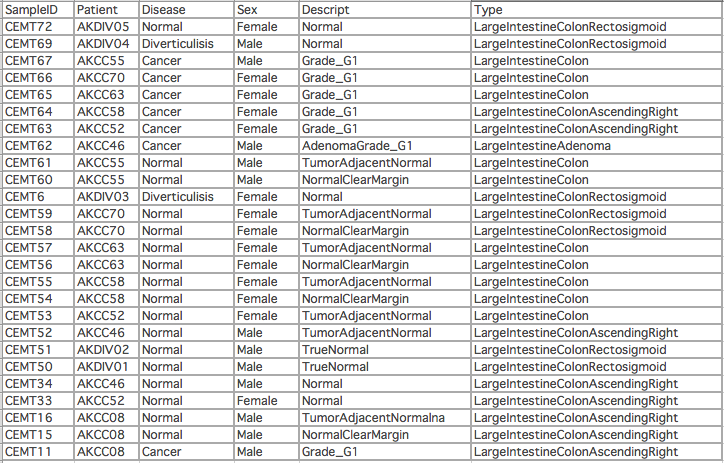 SampleID Patient Disease Sex Descript Type
CEMT72 AKDIV05 Normal Female Normal LargeIntestineColonRectosigmoid
CEMT69 AKDIV04 Diverticulisis Male Normal LargeIntestineColonRectosigmoid
CEMT67 AKCC55 Cancer Male Grade_G1 LargeIntestineColon
CEMT66 AKCC70 Cancer Female Grade_G1 LargeIntestineColon
CEMT65 AKCC63 Cancer Female Grade_G1 LargeIntestineColon
CEMT64 AKCC58 Cancer Female Grade_G1 LargeIntestineColonAscendingRight
CEMT63 AKCC52 Cancer Female Grade_G1 LargeIntestineColonAscendingRight
CEMT62 AKCC46 Cancer Male AdenomaGrade_G1 LargeIntestineAdenoma
CEMT61 AKCC55 Normal Male TumorAdjacentNormal LargeIntestineColon
CEMT60 AKCC55 Normal Male NormalClearMargin LargeIntestineColon
CEMT6 AKDIV03 Diverticulisis Female Normal LargeIntestineColonRectosigmoid
CEMT59 AKCC70 Normal Female TumorAdjacentNormal LargeIntestineColonRectosigmoid
CEMT58 AKCC70 Normal Female NormalClearMargin LargeIntestineColonRectosigmoid
CEMT57 AKCC63 Normal Female TumorAdjacentNormal LargeIntestineColon
CEMT56 AKCC63 Normal Female NormalClearMargin LargeIntestineColon
CEMT55 AKCC58 Normal Female TumorAdjacentNormal LargeIntestineColon
CEMT54 AKCC58 Normal Female NormalClearMargin LargeIntestineColon
CEMT53 AKCC52 Normal Female TumorAdjacentNormal LargeIntestineColon
CEMT52 AKCC46 Normal Male TumorAdjacentNormal LargeIntestineColonAscendingRight
CEMT51 AKDIV02 Normal Male TrueNormal LargeIntestineColonRectosigmoid
CEMT50 AKDIV01 Normal Male TrueNormal LargeIntestineColonRectosigmoid
CEMT34 AKCC46 Normal Male Normal LargeIntestineColonAscendingRight
CEMT33 AKCC52 Normal Female Normal LargeIntestineColonAscendingRight
CEMT16 AKCC08 Normal Male TumorAdjacentNormalna LargeIntestineColonAscendingRight
CEMT15 AKCC08 Normal Male NormalClearMargin LargeIntestineColonAscendingRight
CEMT11 AKCC08 Cancer Male Grade_G1 LargeIntestineColonAscendingRight